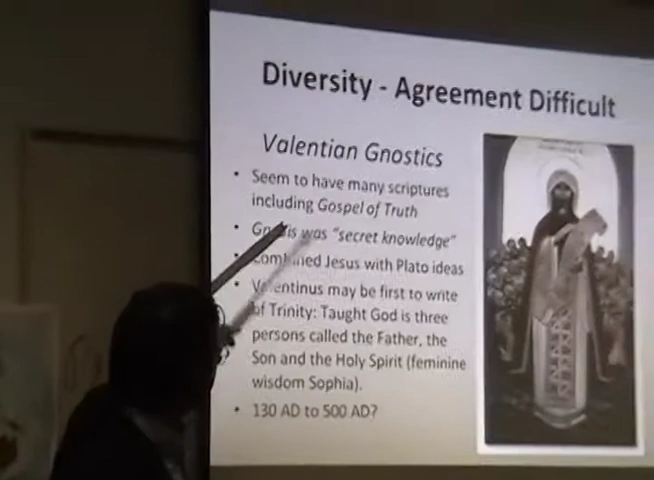 Diversity - Agreement Difficult
Valentian Gnostics
• Seem to have many scriptures
including Gospel of Truth
• was "secret knowledge"
• Jesus with Plato ideas
• Valentinus may be first to write
of Trinity: Taught God is three
persons called the Father, the
Son and the Holy Spirit (feminine
wisdom Sophia).
• 130 AD to 500 AD?